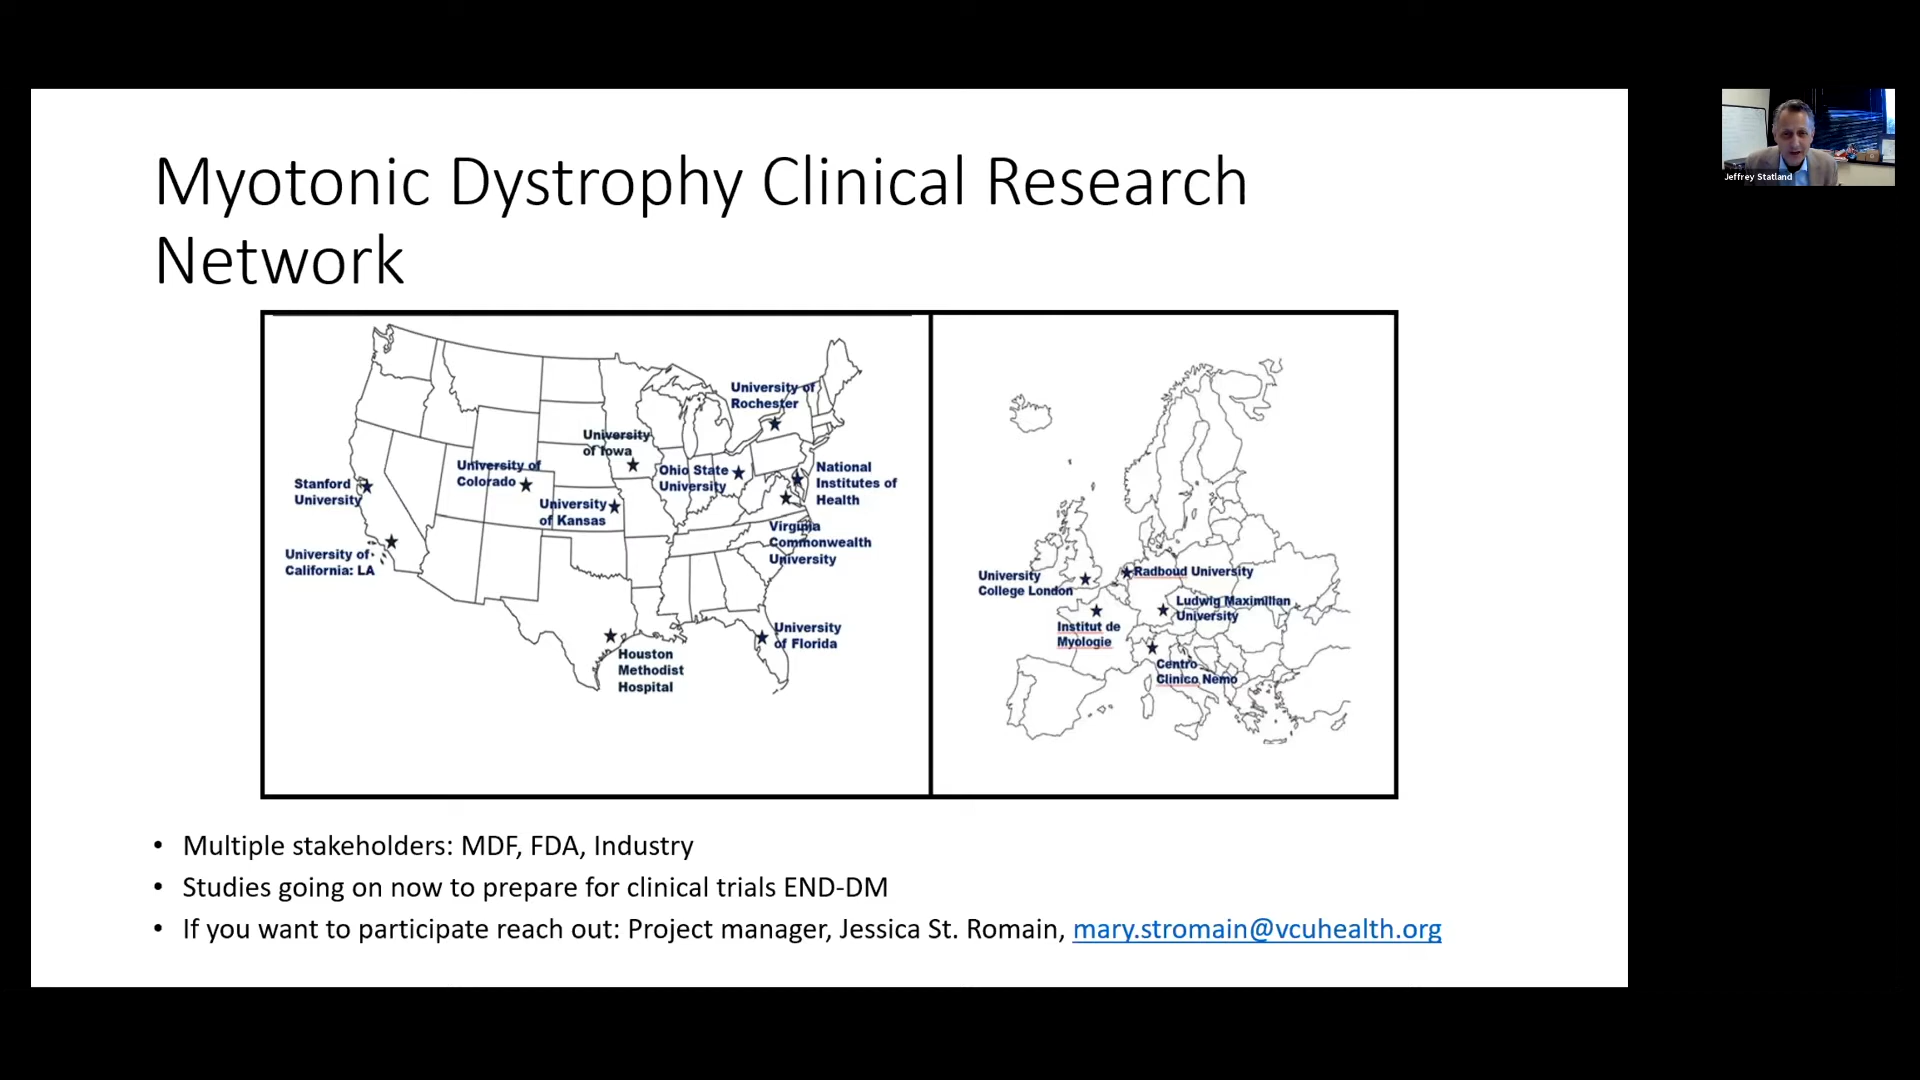 Myotonic Dystrophy Clinical Research
Network
University of
Rochester
University
of Iowa
University of
Colorado
Ohio State
University
National
Institutes of
Health
Stanford
University
University
of Kansas
Virginia
Commonwealth
University
University of
California: LA
University
of Florida
Houston
Methodist
Hospital
University
College London
Radboud University
Ludwig Maximilian
University
Institut de
Myologie
Centro
Clinico Nemo
• Multiple stakeholders: MDF, FDA, Industry
• Studies going on now to prepare for clinical trials END-DM
• If you want to participate reach out: Project manager, Jessica St. Romain, mary.stromain@vcuhealth.org
Jeffrey Statland